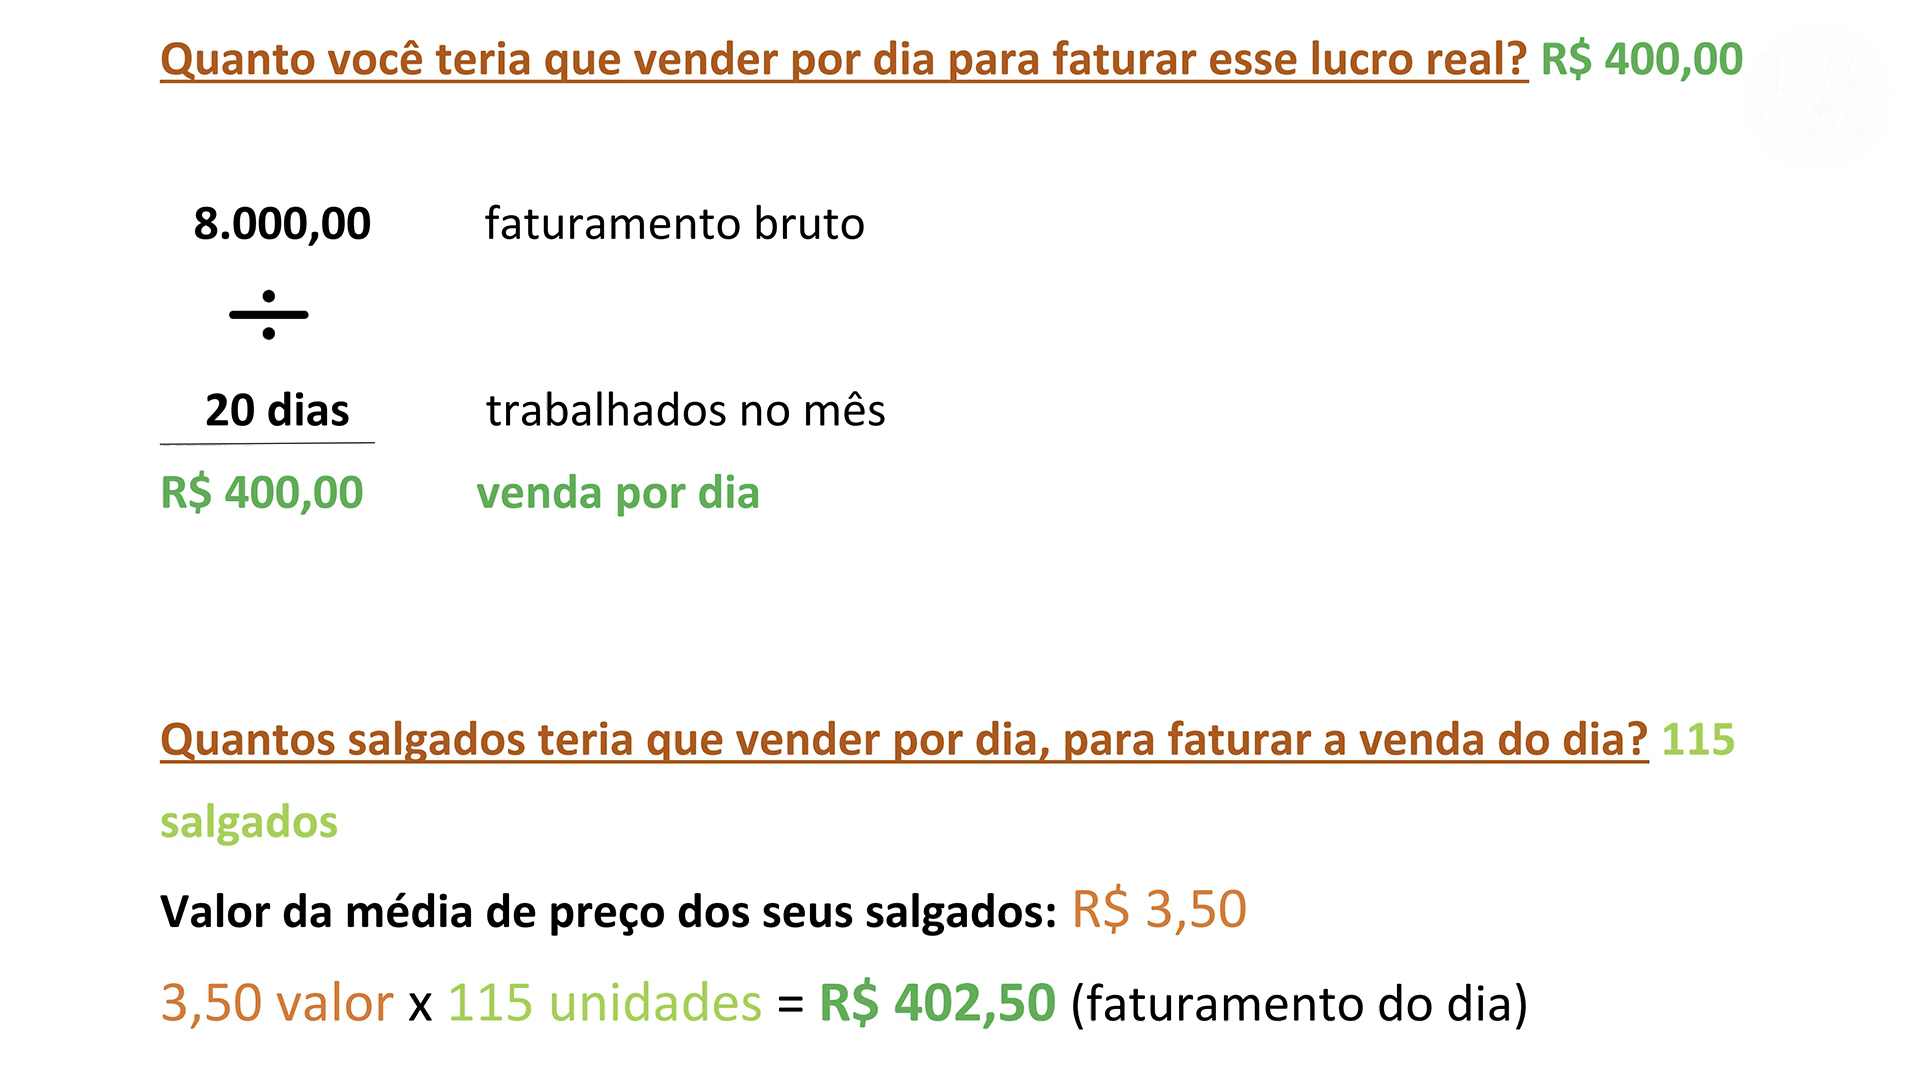 Quanto você teria que vender por dia para faturar esse lucro real? R$ 400,00
8.000,00 faturamento bruto
÷
20 dias trabalhados no mês
R$ 400,00 venda por dia
Quantos salgados teria que vender por dia, para faturar a venda do dia? 115
salgados
Valor da média de preço dos seus salgados: R$ 3,50
3,50 valor x 115 unidades = R$ 402,50 (faturamento do dia)